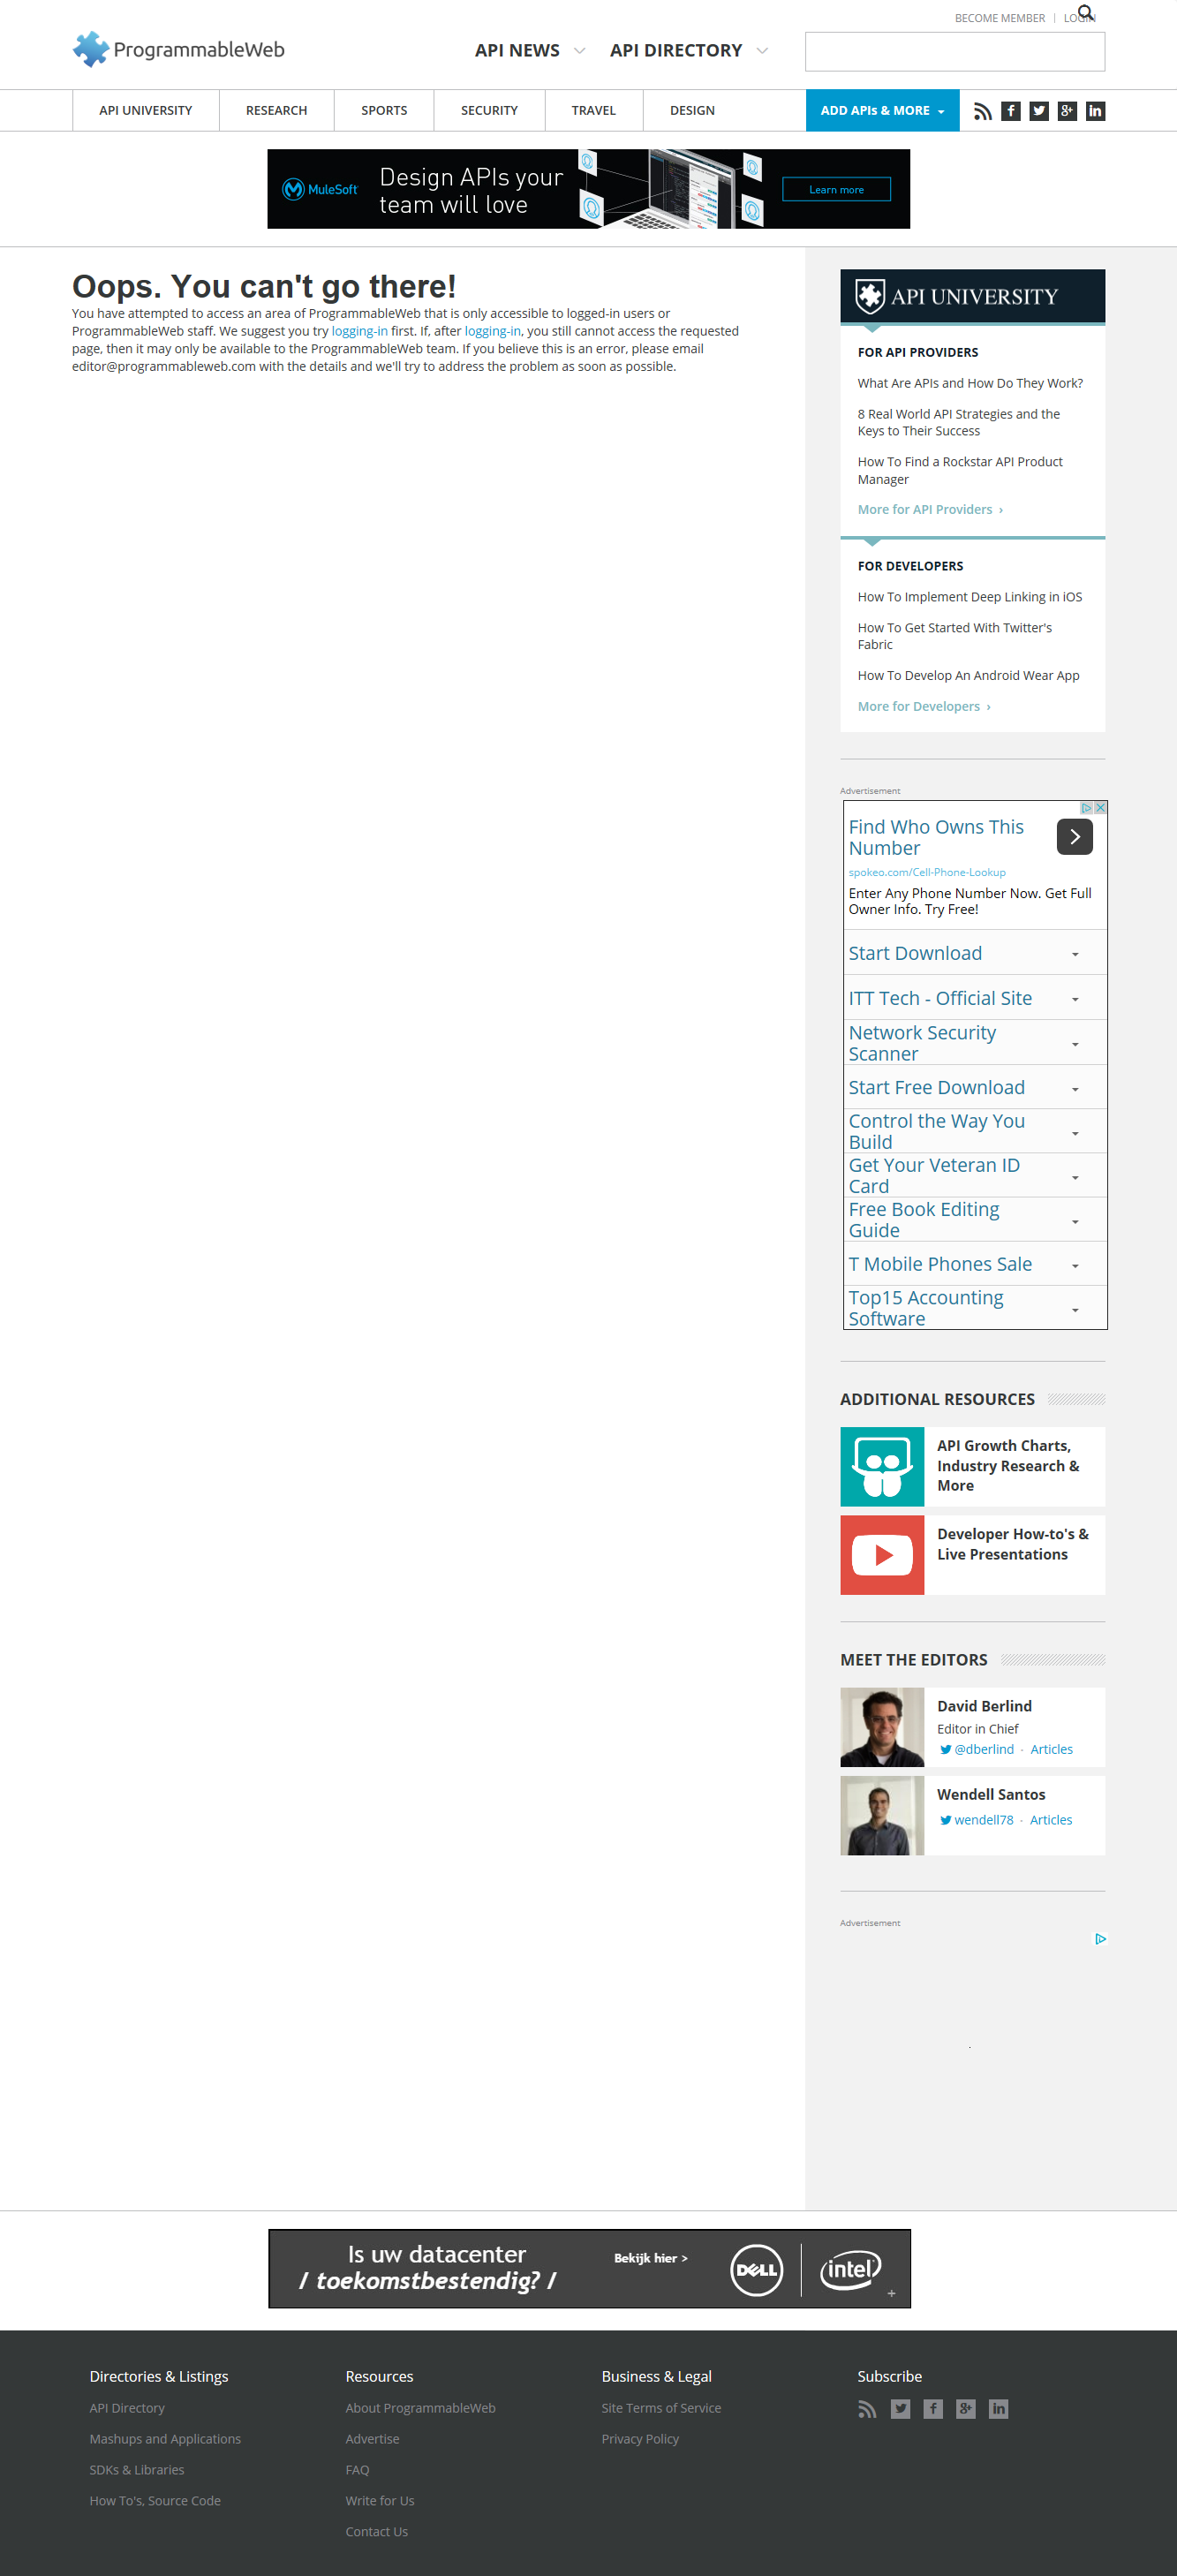 BECOME MEMBER | LOGIN
ProgrammableWeb
API NEWS
API DIRECTORY
API UNIVERSITY
RESEARCH
SPORTS
SECURITY
TRAVEL
DESIGN
ADD APIs & MORE
MuleSoft
Design APIs your
team will love
Learn more
Oops. You can't go there!
You have attempted to access an area of ProgrammableWeb that is only accessible to logged-in users or
ProgrammableWeb staff. We suggest you try logging-in first. If, after logging-in, you still cannot access the requested
page, then it may only be available to the ProgrammableWeb team. If you believe this is an error, please email
editor@programmableweb.com with the details and we'll try to address the problem as soon as possible.
API UNIVERSITY
FOR API PROVIDERS
What Are APIs and How Do They Work?
8 Real World API Strategies and the
Keys to Their Success
How To Find a Rockstar API Product
Manager
More for API Providers ›
FOR DEVELOPERS
How To Implement Deep Linking in iOS
How To Get Started With Twitter's
Fabric
How To Develop An Android Wear App
More for Developers ›
Advertisement
Find Who Owns This
Number
spokeo.com/Cell-Phone-Lookup
Enter Any Phone Number Now. Get Full
Owner Info. Try Free!
Start Download
ITT Tech - Official Site
Network Security
Scanner
Start Free Download
Control the Way You
Build
Get Your Veteran ID
Card
Free Book Editing
Guide
T Mobile Phones Sale
Top15 Accounting
Software
ADDITIONAL RESOURCES
API Growth Charts,
Industry Research &
More
Developer How-to's &
Live Presentations
MEET THE EDITORS
David Berlind
Editor in Chief
@dberlind · Articles
Wendell Santos
wendell78 · Articles
Advertisement
Is uw datacenter
/ toekomstbestendig? /
Bekijk hier >
DELL
intel
Directories & Listings
API Directory
Mashups and Applications
SDKs & Libraries
How To's, Source Code
Resources
About ProgrammableWeb
Advertise
FAQ
Write for Us
Contact Us
Business & Legal
Site Terms of Service
Privacy Policy
Subscribe